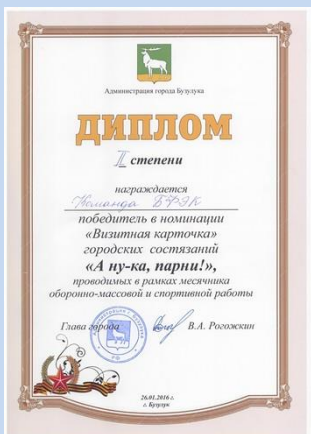 Администрация города Бузулука
ДИПЛОМ
II степени
награждается
Команда БФЭК
победитель в номинации
«Визитная карточка»
городских состязаний
«А ну-ка, парни!»,
проводимых в рамках месячника
оборонно-массовой и спортивной работы
Глава города В.А. Рогожкин
26.01.2016 г.
г. Бузулук